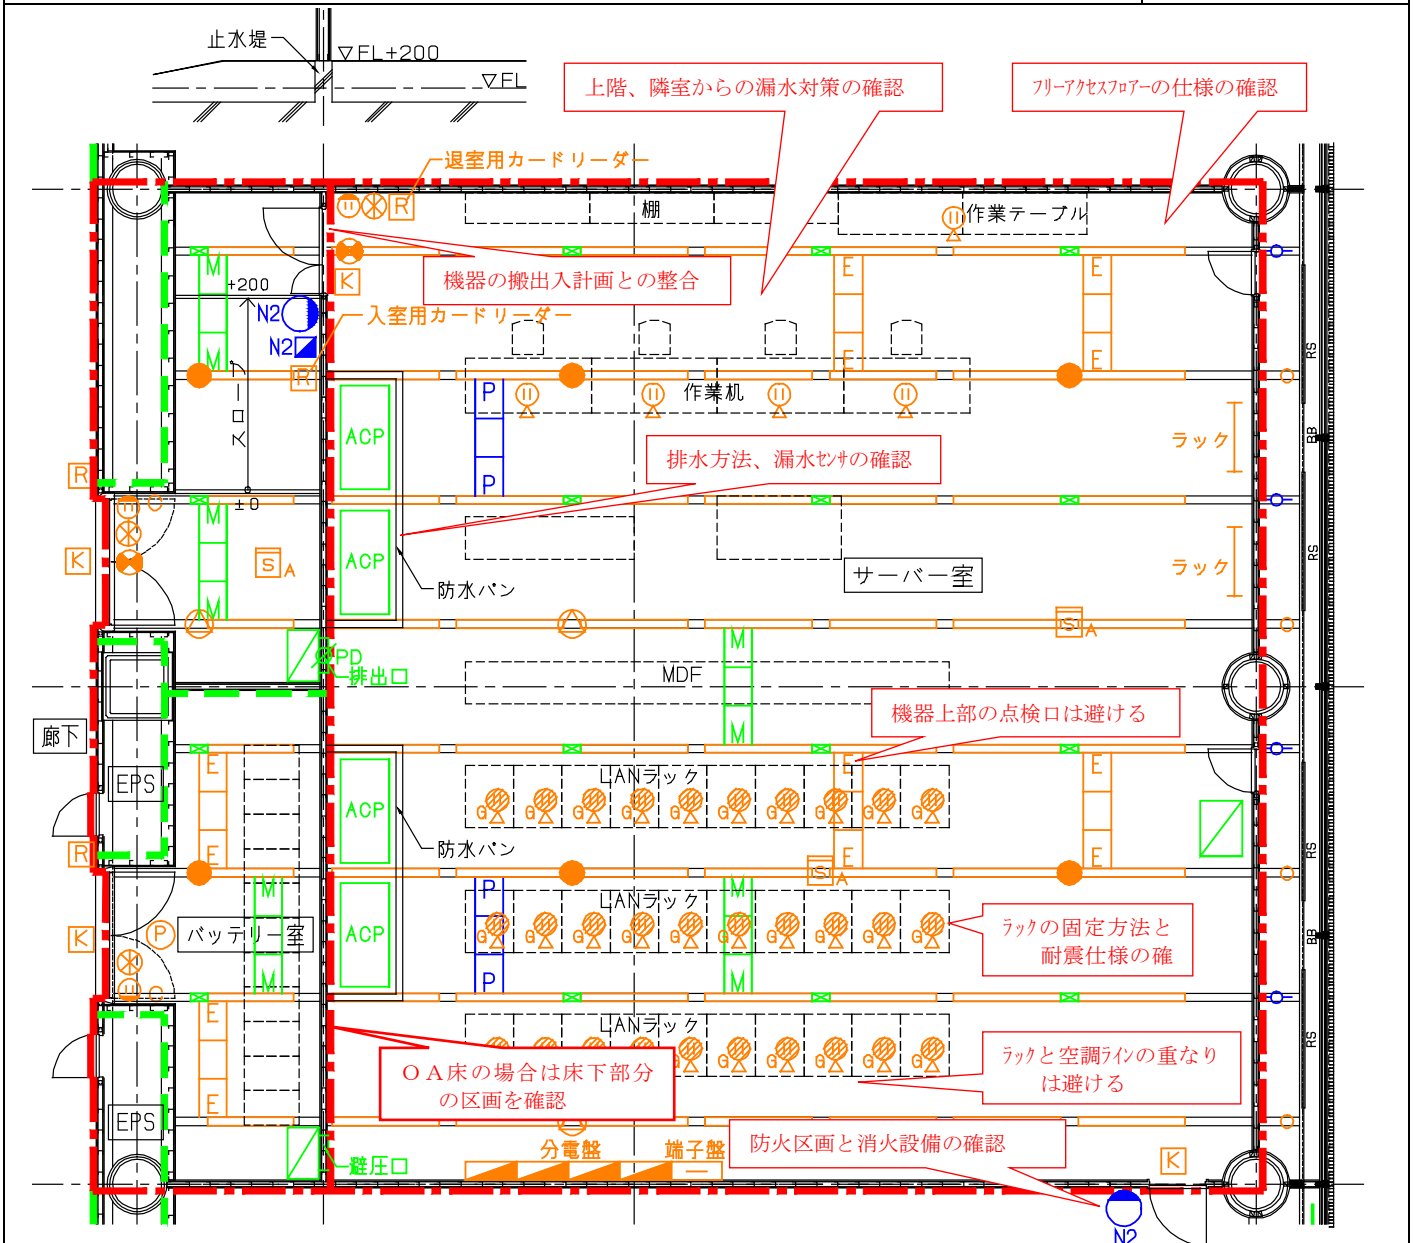 止水堤
▽FL+200
▽FL
上階、隣室からの漏水対策の確認
フリーアクセスフロアーの仕様の確認
退室用カードリーダー
R
棚
作業テーブル
K
機器の搬出入計画との整合
M
E
E
+200
N2
入室用カードリーダー
N2
R
M
E
E
スロープ
±0
作業机
P
P
ACP
ラック
RS
BB
排水方法、漏水センサの確認
R
K
M
M
S A
ACP
防水パン
サーバー室
ラック
RS
S A
PD
排出口
MDF
M
M
機器上部の点検口は避ける
廊下
EPS
E
E
LANラック
G G G G G G G G G G
ACP
防水パン
E
E
E
E
R
RS
S A
K
P
バッテリー室
M
M
ACP
P
P
LANラック
G G G G G G G G G G
M
M
ラックの固定方法と
耐震仕様の確
BB
E
E
LANラック
G G G G G G
RS
OA床の場合は床下部分
の区画を確認
ラックと空調ラインの重なり
は避ける
EPS
分電盤
端子盤
防火区画と消火設備の確認
K
避圧口
N2